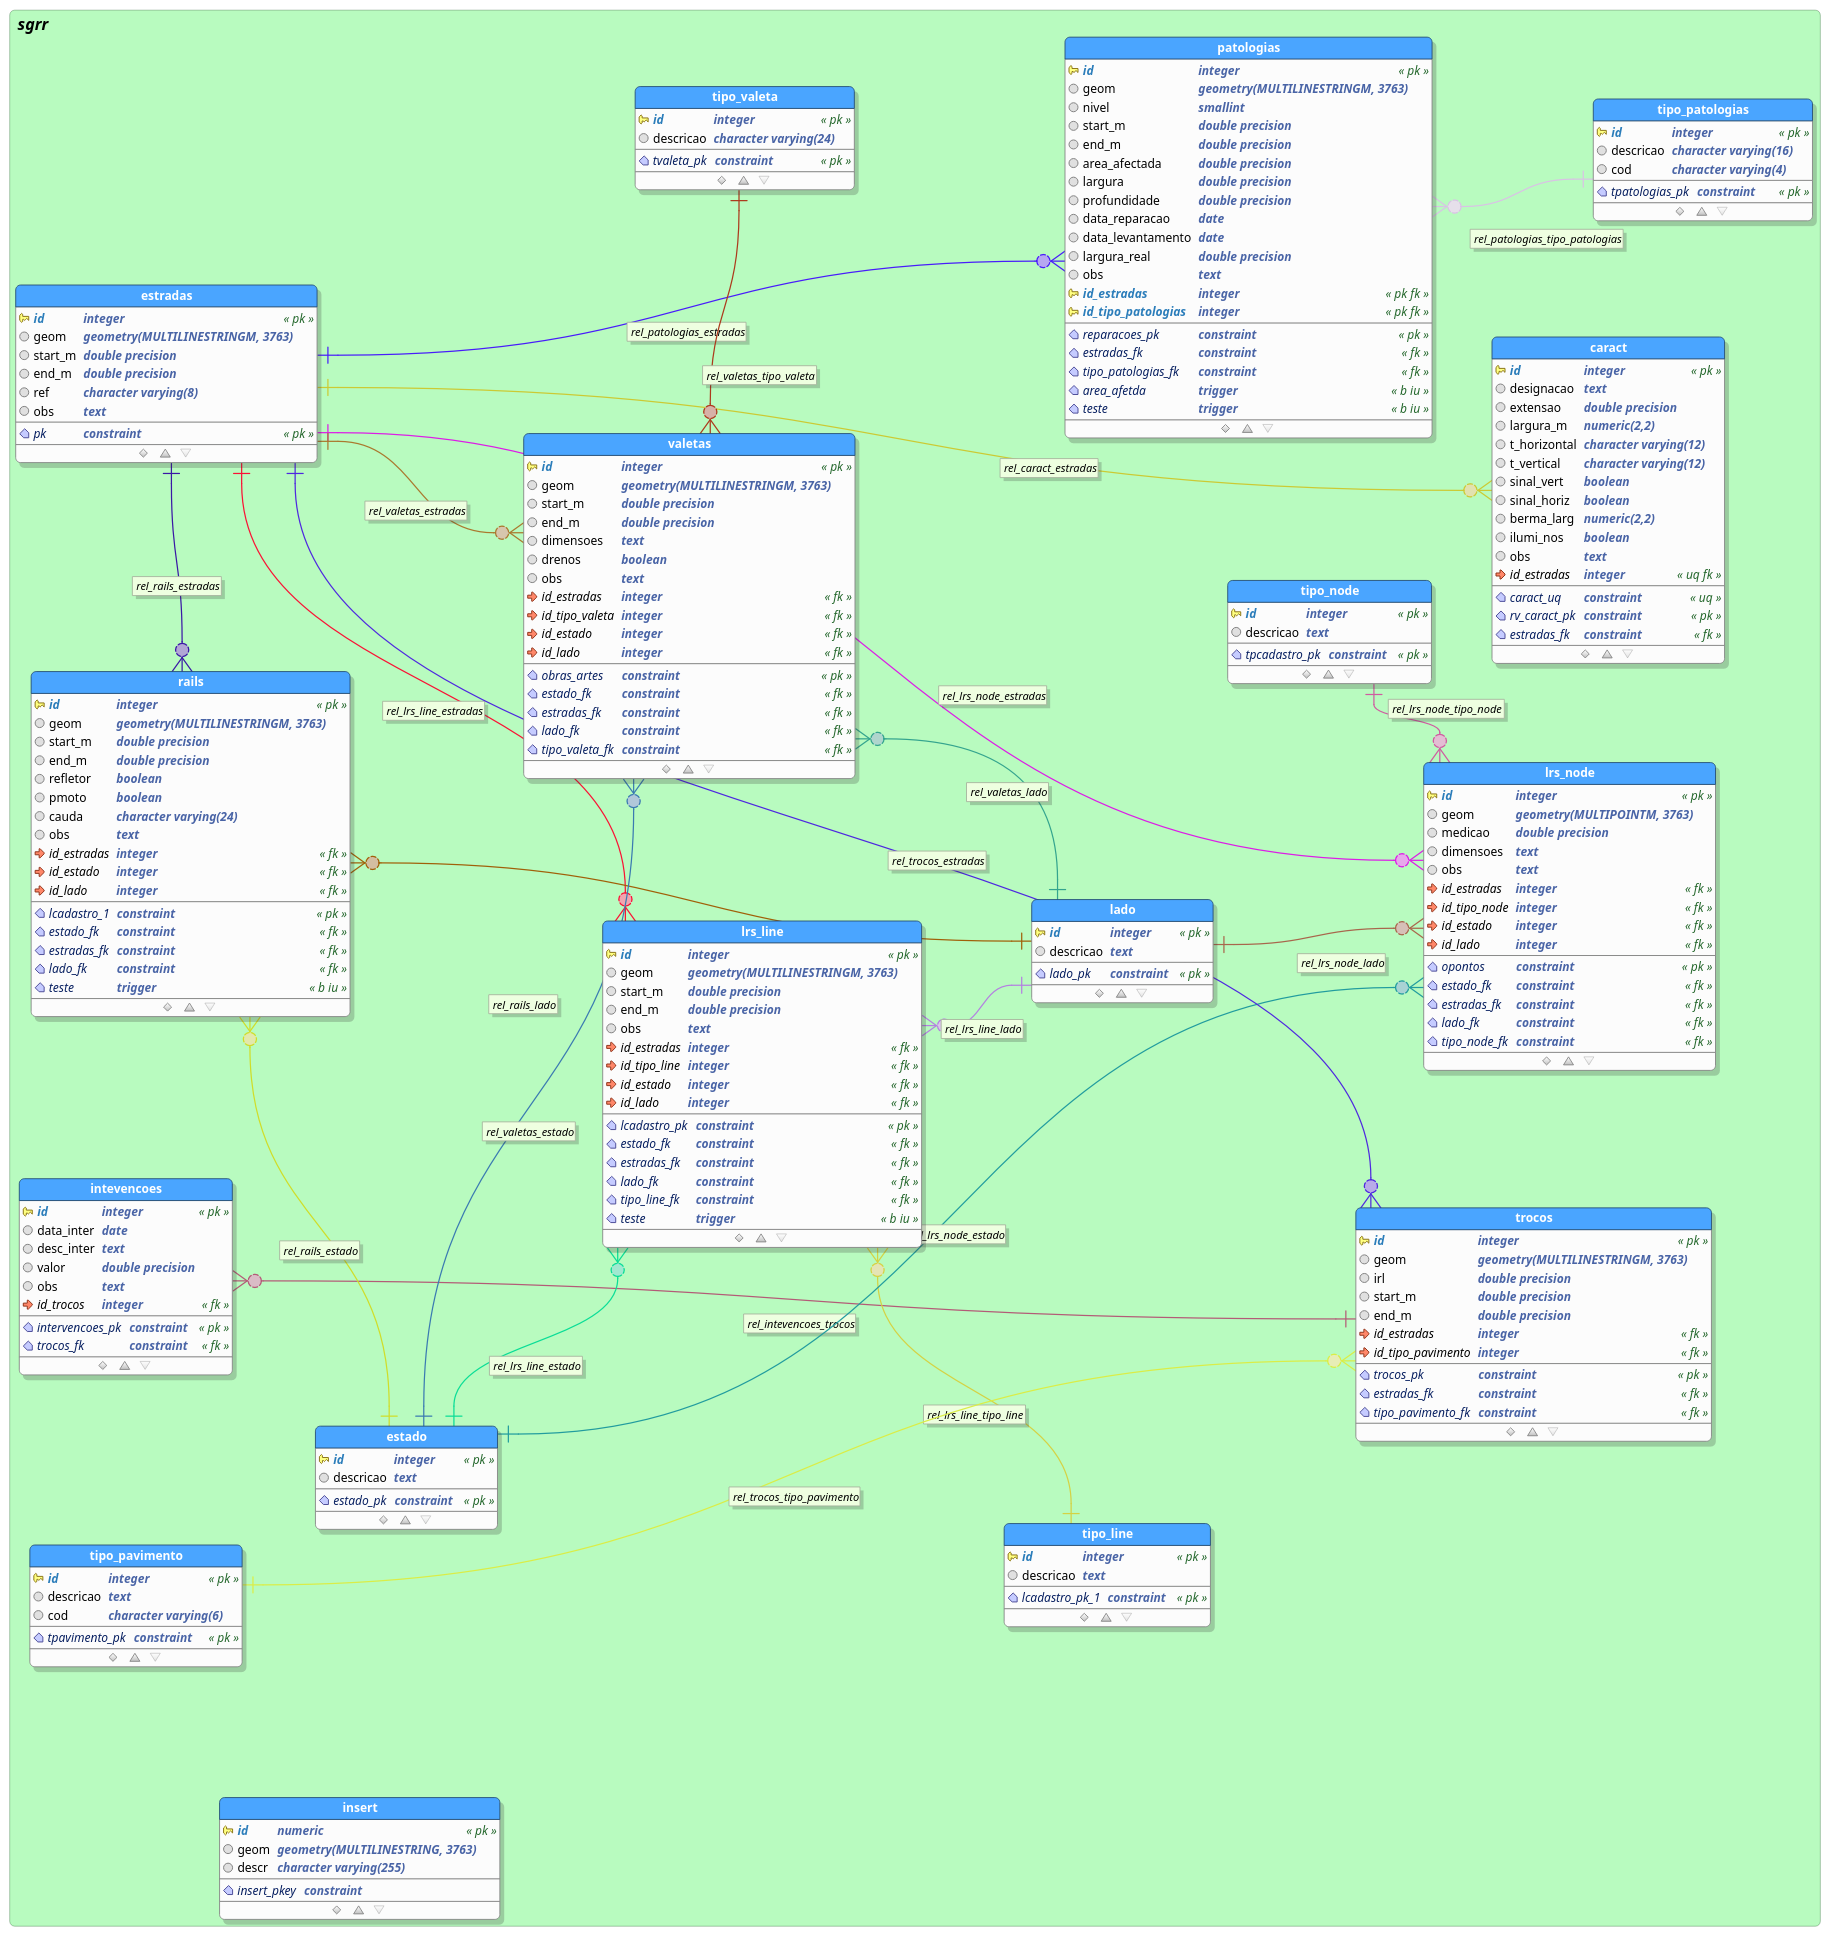 sgrr
tipo_valeta
id integer « pk »
descricao character varying(24)
tvaleta_pk constraint « pk »
patologias
id integer « pk »
geom geometry(MULTILINESTRINGM, 3763)
nivel smallint
start_m double precision
end_m double precision
area_afectada double precision
largura double precision
profundidade double precision
data_reparacao date
data_levantamento date
largura_real double precision
obs text
id_estradas integer « pk fk »
id_tipo_patologias integer « pk fk »
reparacoes_pk constraint « pk »
estradas_fk constraint « fk »
tipo_patologias_fk constraint « fk »
area_afetda trigger « b iu »
teste trigger « b iu »
tipo_patologias
id integer « pk »
descricao character varying(16)
cod character varying(4)
tpatologias_pk constraint « pk »
rel_patologias_tipo_patologias
estradas
id integer « pk »
geom geometry(MULTILINESTRINGM, 3763)
start_m double precision
end_m double precision
ref character varying(8)
obs text
pk constraint « pk »
rel_patologias_estradas
rel_valetas_tipo_valeta
rel_caract_estradas
rel_valetas_estradas
rel_rails_estradas
caract
id integer « pk »
designacao text
extensao double precision
largura_m numeric(2,2)
t_horizontal character varying(12)
t_vertical character varying(12)
sinal_vert boolean
sinal_horiz boolean
berma_larg numeric(2,2)
ilumi_nos boolean
obs text
id_estradas integer « uq fk »
caract_uq constraint « uq »
rv_caract_pk constraint « pk »
estradas_fk constraint « fk »
valetas
id integer « pk »
geom geometry(MULTILINESTRINGM, 3763)
start_m double precision
end_m double precision
dimensoes text
drenos boolean
obs text
id_estradas integer « fk »
id_tipo_valeta integer « fk »
id_estado integer « fk »
id_lado integer « fk »
obras_artes constraint « pk »
estado_fk constraint « fk »
estradas_fk constraint « fk »
lado_fk constraint « fk »
tipo_valeta_fk constraint « fk »
tipo_node
id integer « pk »
descricao text
tpcadastro_pk constraint « pk »
rel_lrs_node_estradas
rel_lrs_node_tipo_node
rel_lrs_line_estradas
rel_valetas_lado
rel_trocos_estradas
rails
id integer « pk »
geom geometry(MULTILINESTRINGM, 3763)
start_m double precision
end_m double precision
refletor boolean
pmoto boolean
cauda character varying(24)
obs text
id_estradas integer « fk »
id_estado integer « fk »
id_lado integer « fk »
lcadastro_1 constraint « pk »
estado_fk constraint « fk »
estradas_fk constraint « fk »
lado_fk constraint « fk »
teste trigger « b iu »
lrs_node
id integer « pk »
geom geometry(MULTIPOINTM, 3763)
medicao double precision
dimensoes text
obs text
id_estradas integer « fk »
id_tipo_node integer « fk »
id_estado integer « fk »
id_lado integer « fk »
opontos constraint « pk »
estado_fk constraint « fk »
estradas_fk constraint « fk »
lado_fk constraint « fk »
tipo_node_fk constraint « fk »
lado
id integer « pk »
descricao text
lado_pk constraint « pk »
rel_lrs_node_lado
rel_rails_lado
rel_lrs_line_lado
lrs_line
id integer « pk »
geom geometry(MULTILINESTRINGM, 3763)
start_m double precision
end_m double precision
obs text
id_estradas integer « fk »
id_tipo_line integer « fk »
id_estado integer « fk »
id_lado integer « fk »
lcadastro_pk constraint « pk »
estado_fk constraint « fk »
estradas_fk constraint « fk »
lado_fk constraint « fk »
tipo_line_fk constraint « fk »
teste trigger « b iu »
rel_valetas_estado
_lrs_node_estado
rel_rails_estado
intevencoes
id integer « pk »
data_inter date
desc_inter text
valor double precision
obs text
id_trocos integer « fk »
intervencoes_pk constraint « pk »
trocos_fk constraint « fk »
trocos
id integer « pk »
geom geometry(MULTILINESTRINGM, 3763)
irl double precision
start_m double precision
end_m double precision
id_estradas integer « fk »
id_tipo_pavimento integer « fk »
trocos_pk constraint « pk »
estradas_fk constraint « fk »
tipo_pavimento_fk constraint « fk »
rel_intevencoes_trocos
rel_lrs_line_estado
rel_lrs_line_tipo_line
rel_trocos_tipo_pavimento
estado
id integer « pk »
descricao text
estado_pk constraint « pk »
tipo_pavimento
id integer « pk »
descricao text
cod character varying(6)
tpavimento_pk constraint « pk »
tipo_line
id integer « pk »
descricao text
lcadastro_pk_1 constraint « pk »
insert
id numeric « pk »
geom geometry(MULTILINESTRING, 3763)
descr character varying(255)
insert_pkey constraint